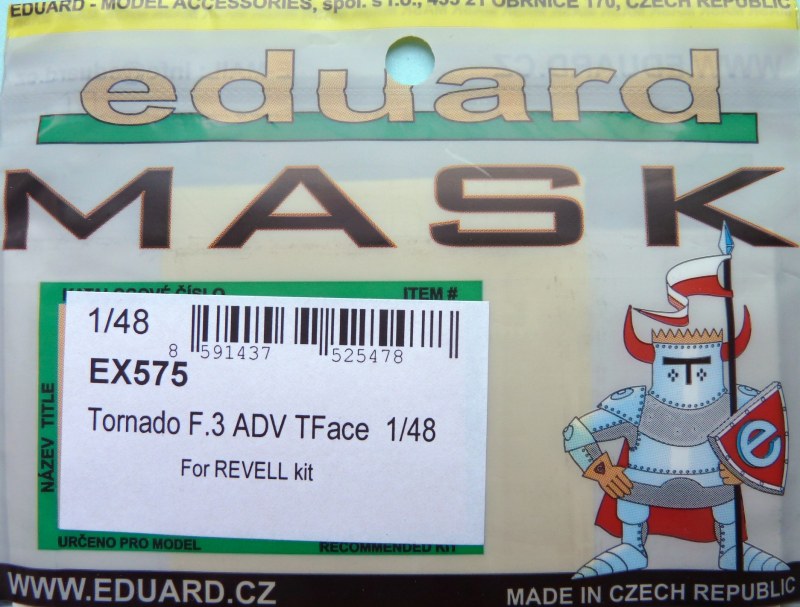 EDUARD - MODEL ACCESSORIES, spol. s r.o., 435 21 OBRNICE 170, CZECH REPUBLIC
eduard
MASK
KATALOGOVÉ ČÍSLO ITEM #
1/48
8 591437 525478
EX575
Tornado F.3 ADV TFace 1/48
For REVELL kit
NÁZEV TITLE
URČENO PRO MODEL RECOMMENDED KIT
e
WWW.EDUARD.CZ MADE IN CZECH REPUBLIC